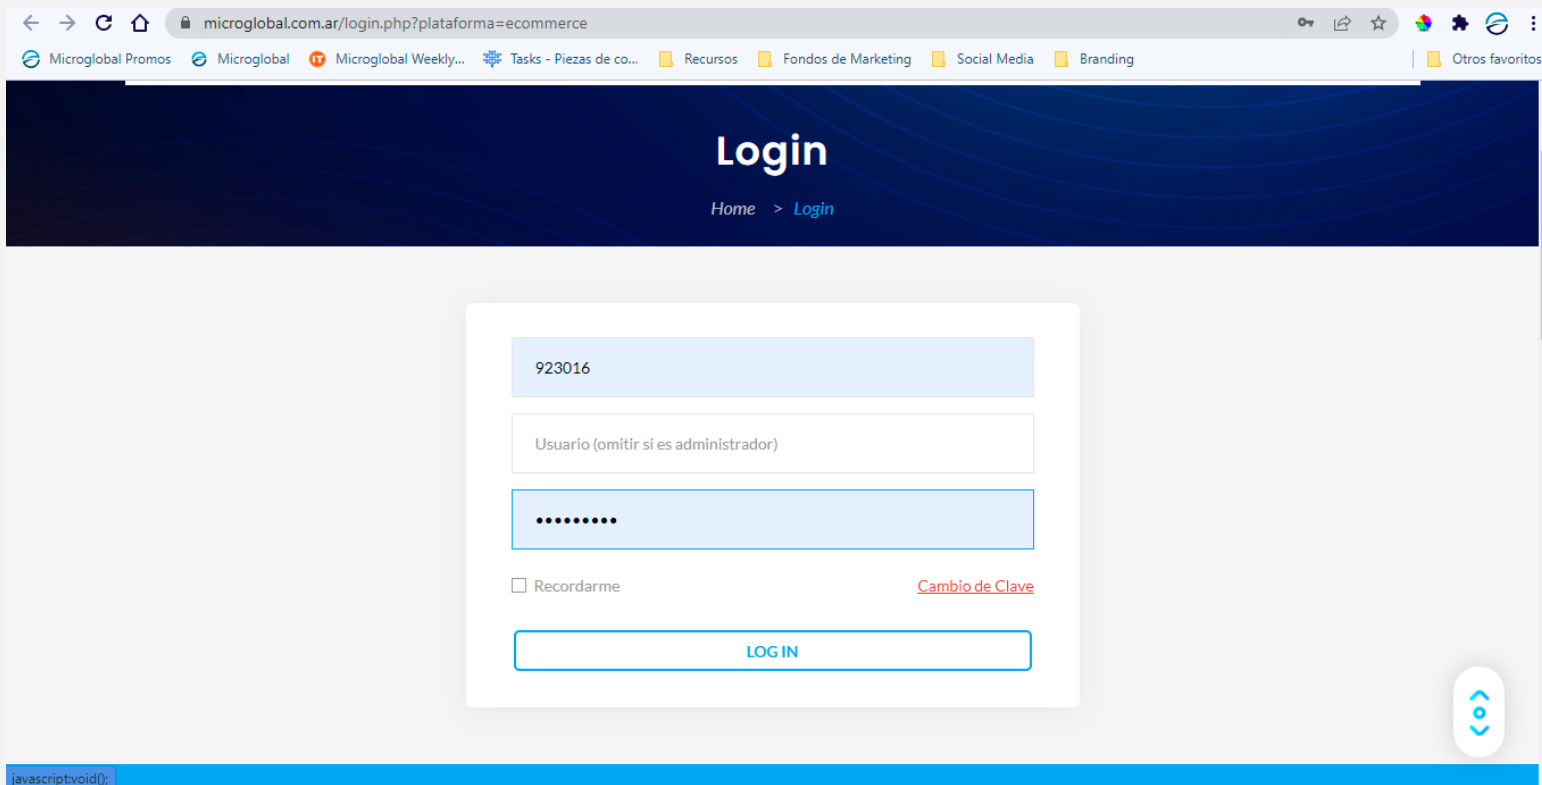 microglobal.com.ar/login.php?plataforma=ecommerce
Microglobal Promos Microglobal Microglobal Weekly... Tasks - Piezas de co... Recursos Fondos de Marketing Social Media Branding Otros favoritos
Login
Home > Login
923016
Usuario (omitir si es administrador)
•••••••••
Recordarme Cambio de Clave
LOG IN
javascript:void();